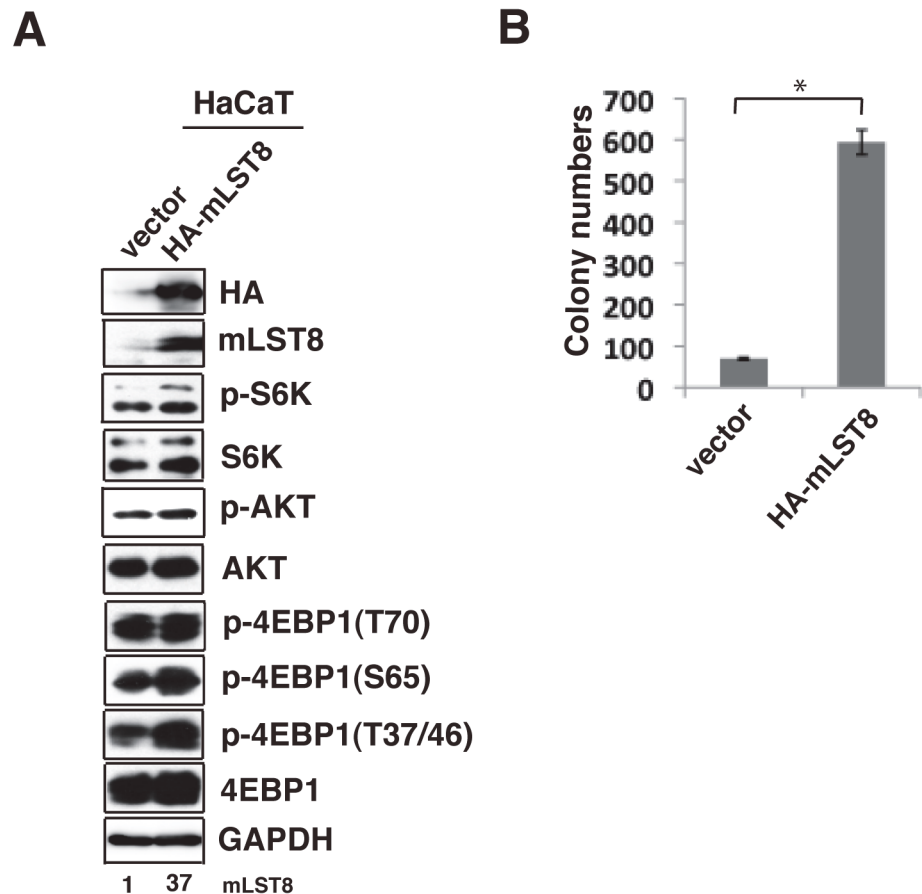 A
HaCaT
vector
HA-mLST8
HA
mLST8
p-S6K
S6K
p-AKT
AKT
p-4EBP1(T70)
p-4EBP1(S65)
p-4EBP1(T37/46)
4EBP1
GAPDH
1 37 mLST8
B
*
Colony numbers
700
600
500
400
300
200
100
0
vector
HA-mLST8